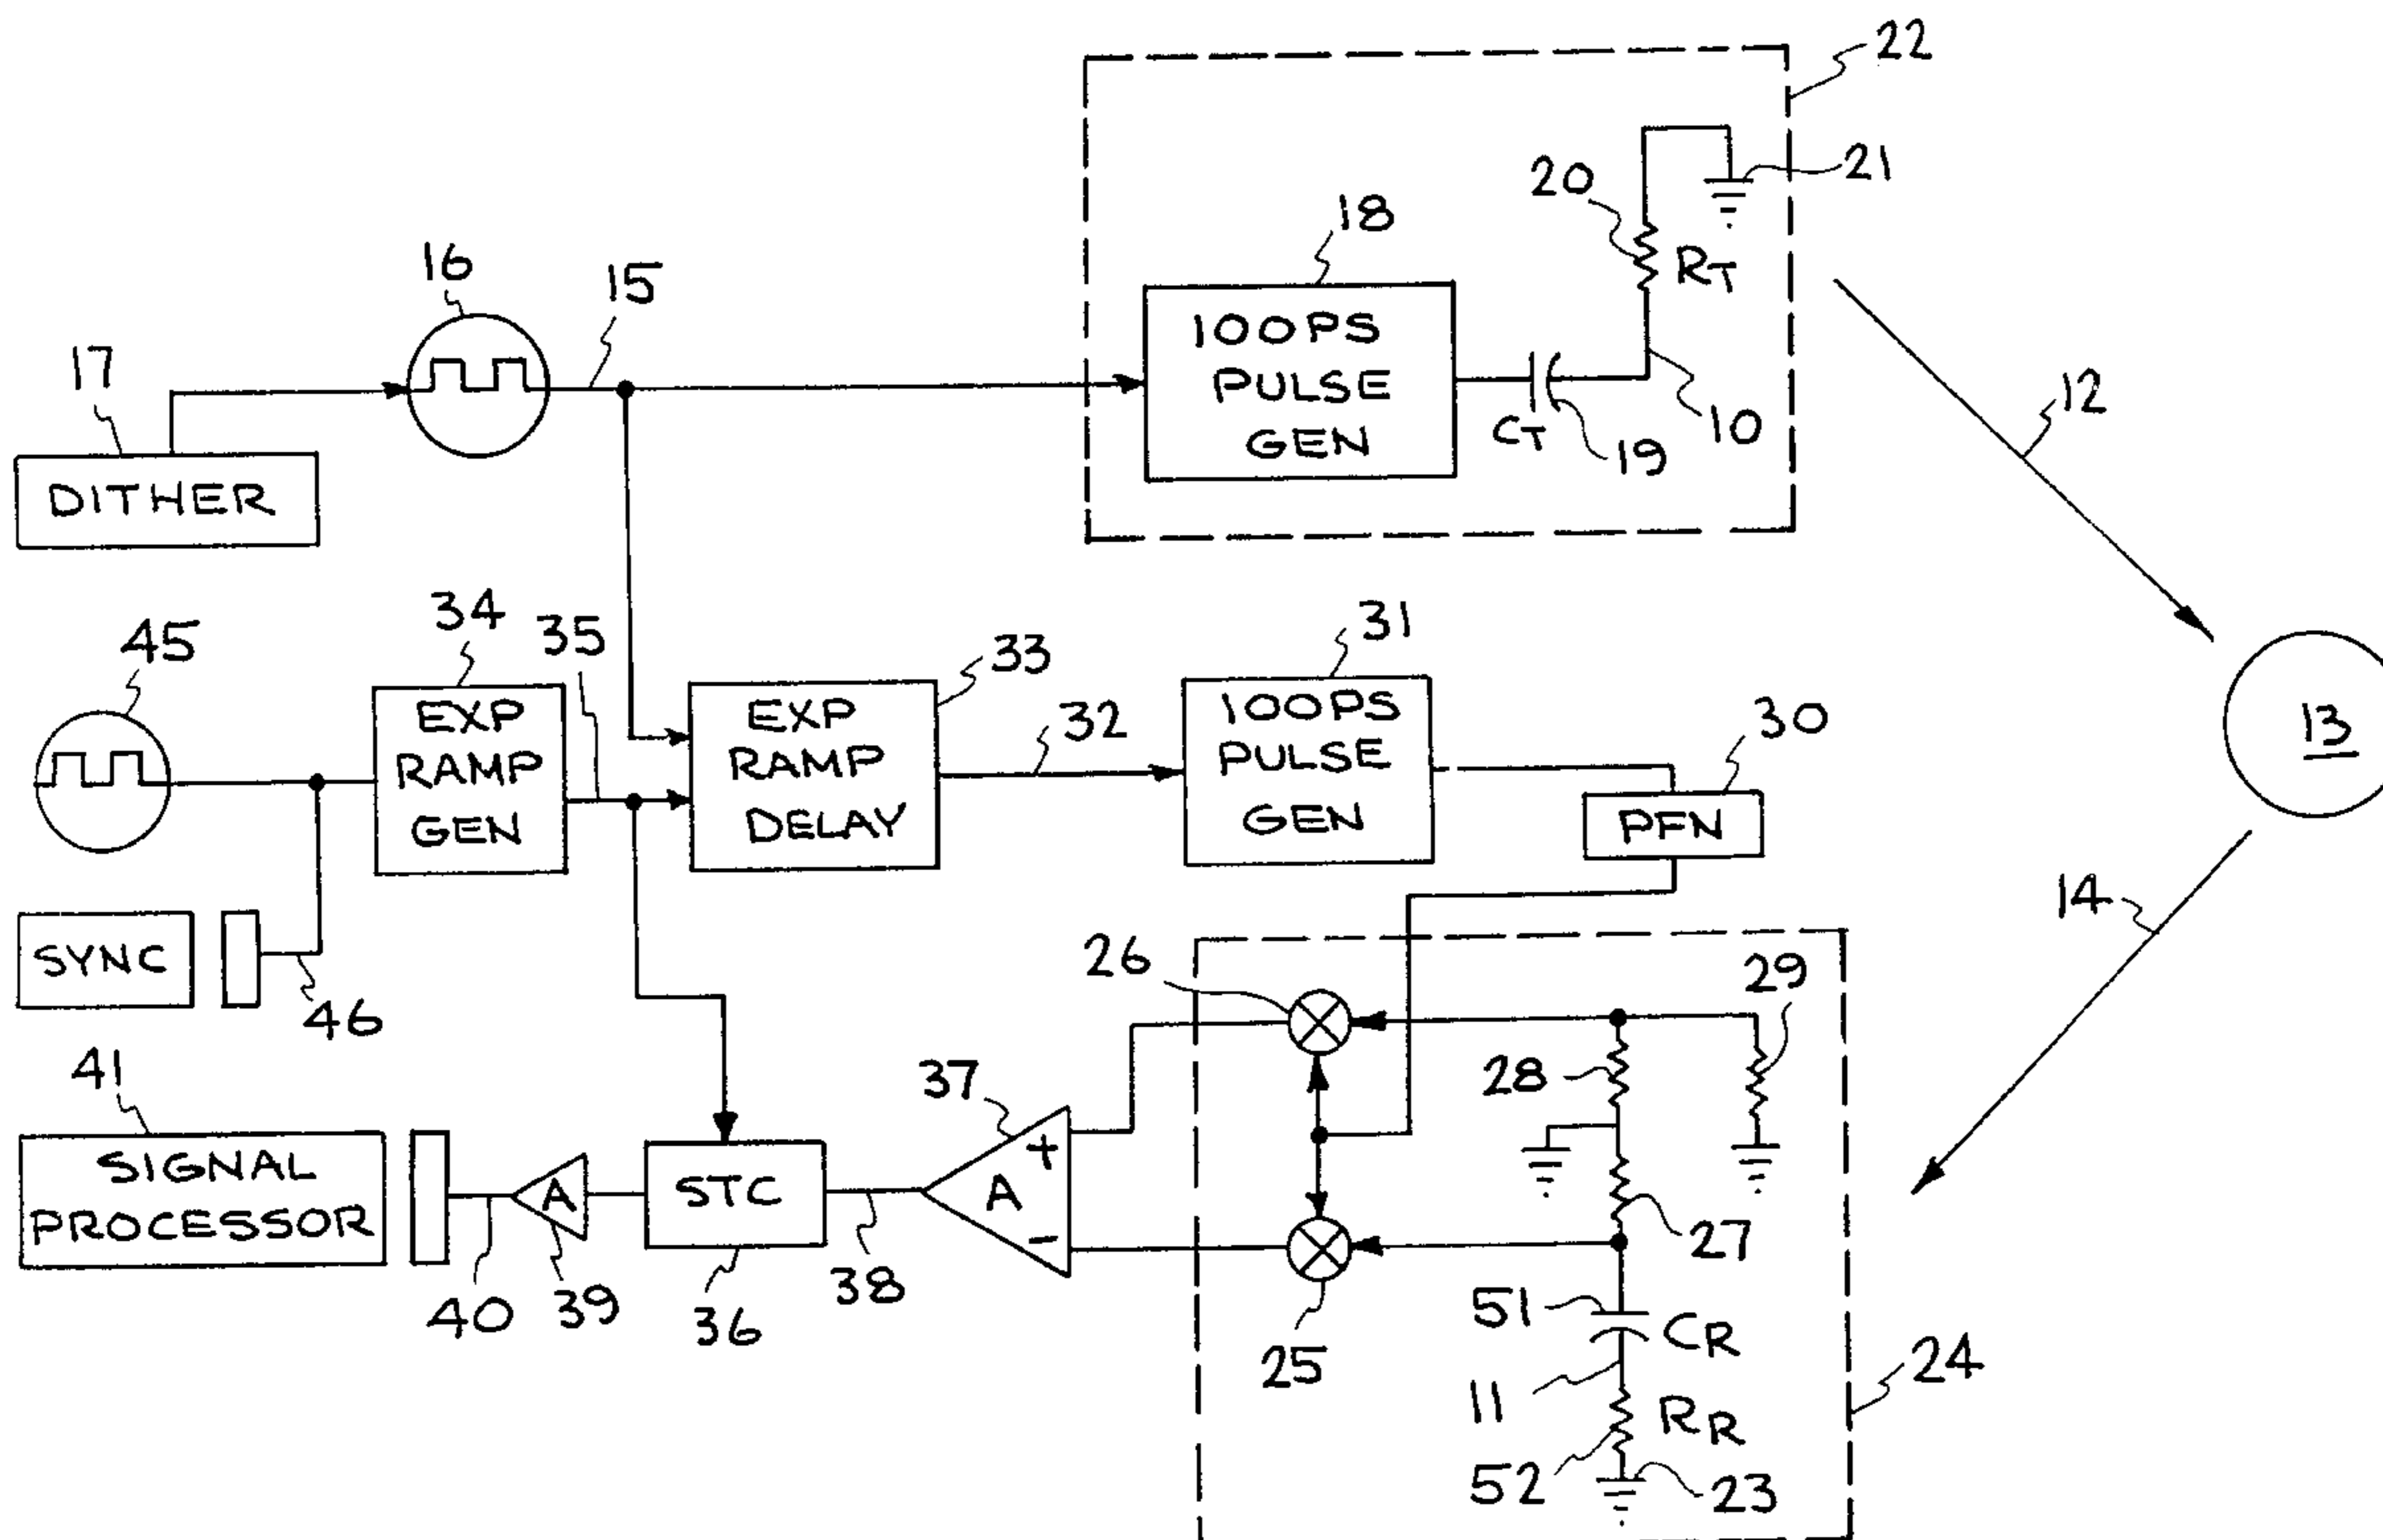 22
20
21
18
RT
16
15
100PS
PULSE
GEN
17
CT
19
10
12
DITHER
34
35
33
31
45
EXP
RAMP
GEN
EXP
RAMP
DELAY
32
100PS
PULSE
GEN
30
13
PFN
14
SYNC
46
26
29
41
37
28
SIGNAL
PROCESSOR
A
STC
A
+
-
27
40
39
36
38
25
51
CR
11
RR
24
52
23